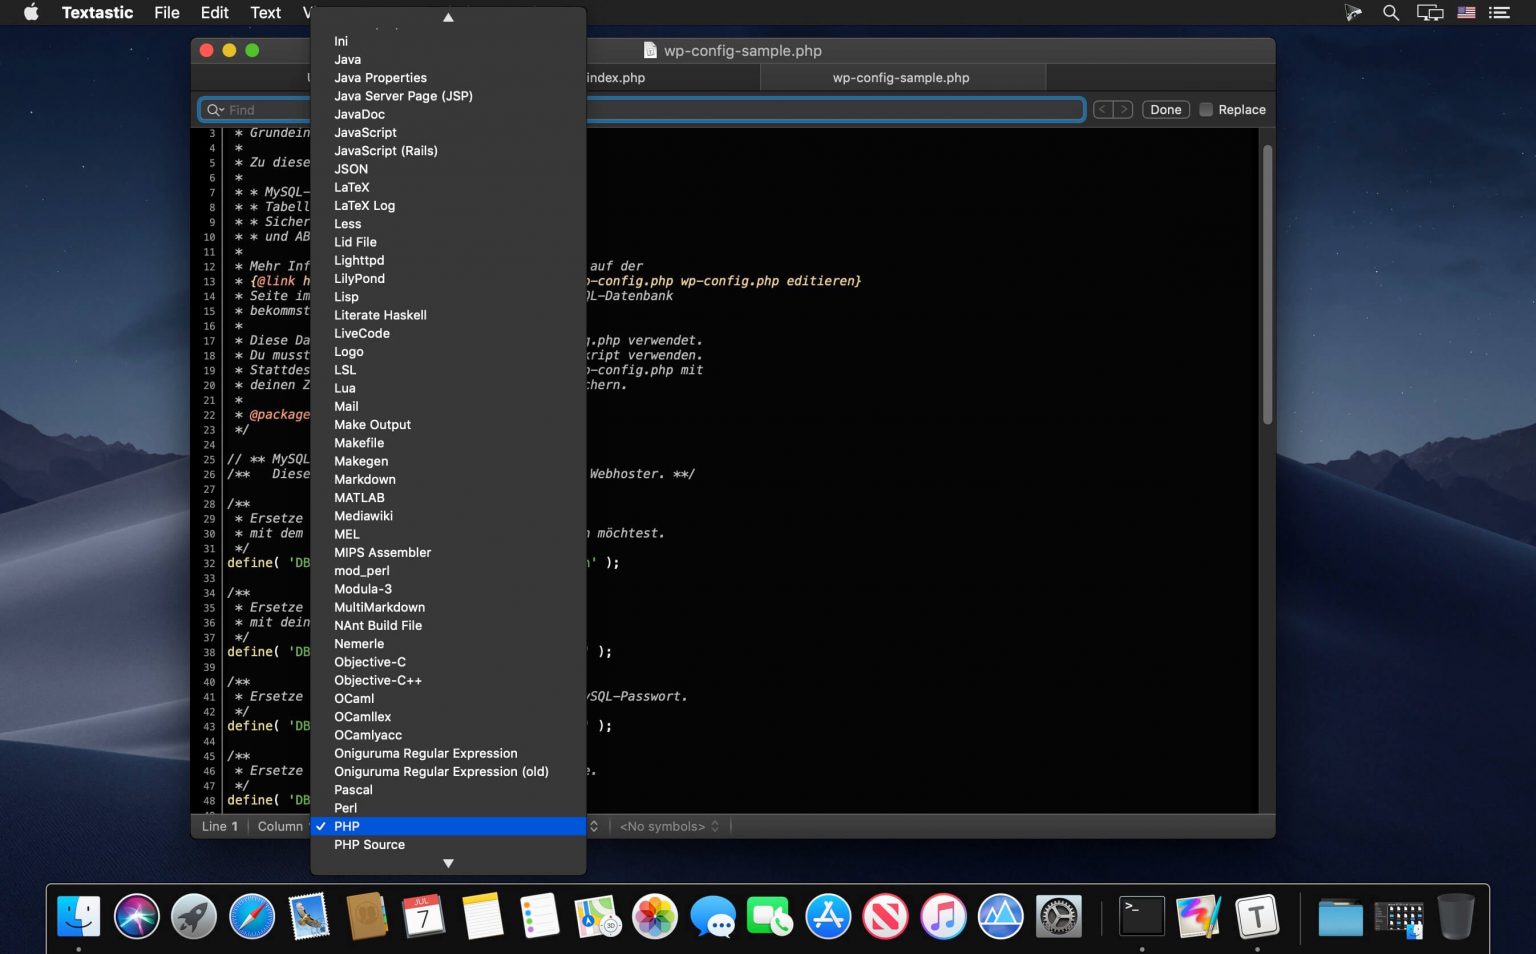 Textastic File Edit Text
wp-config-sample.php
index.php wp-config-sample.php
Find
Done Replace
Ini
Java
Java Properties
Java Server Page (JSP)
JavaDoc
JavaScript
JavaScript (Rails)
JSON
LaTeX
LaTeX Log
Less
Lid File
Lighttpd
LilyPond
Lisp
Literate Haskell
LiveCode
Logo
LSL
Lua
Mail
Make Output
Makefile
Makegen
Markdown
MATLAB
Mediawiki
MEL
MIPS Assembler
mod_perl
Modula-3
MultiMarkdown
NAnt Build File
Nemerle
Objective-C
Objective-C++
OCaml
OCamllex
OCamlyacc
Oniguruma Regular Expression
Oniguruma Regular Expression (old)
Pascal
Perl
✓ PHP
PHP Source
3 * Grundein
4 *
5 * Zu diese
6 *
7 * * MySQL-
8 * * Tabell
9 * * Sicher
10 * * und AB
11 *
12 * Mehr Inf auf der
13 * {@link h -config.php wp-config.php editieren}
14 * Seite im L-Datenbank
15 * bekommst
16 *
17 * Diese Da .php verwendet.
18 * Du musst kript verwenden.
19 * Stattdes -config.php mit
20 * deinen Z chern.
21 *
22 * @package
23 */
24
25 // ** MySQL
26 /** Diese Webhoster. **/
27
28 /**
29 * Ersetze
30 * mit dem möchtest.
31 */
32 define( 'DB ' );
33
34 /**
35 * Ersetze
36 * mit dein
37 */
38 define( 'DB ' );
39
40 /**
41 * Ersetze ySQL-Passwort.
42 */
43 define( 'DB ' );
44
45 /**
46 * Ersetze
47 */
48 define( 'DB
Line 1 Column <No symbols>
JUL
7
3D
>_
T